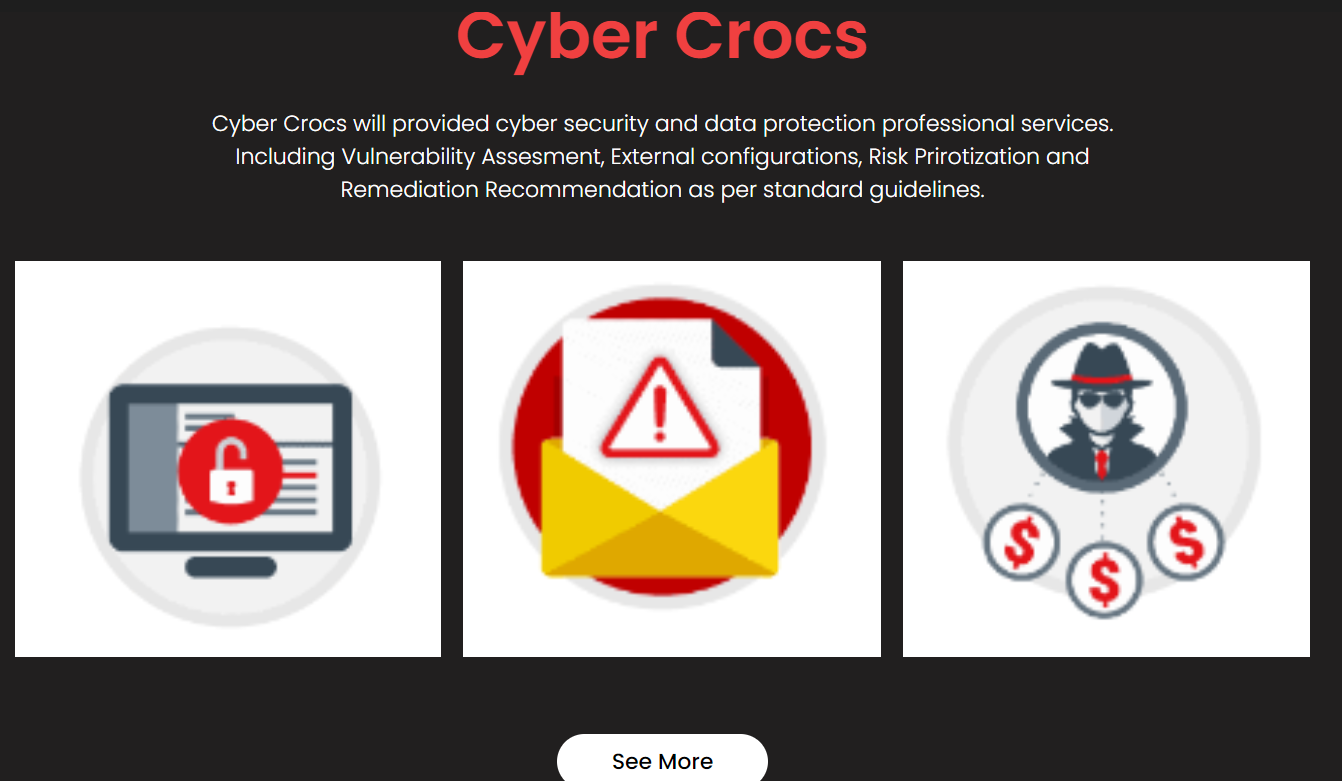 Cyber Crocs
Cyber Crocs will provided cyber security and data protection professional services.
Including Vulnerability Assesment, External configurations, Risk Prirotization and
Remediation Recommendation as per standard guidelines.
$ $ $
See More